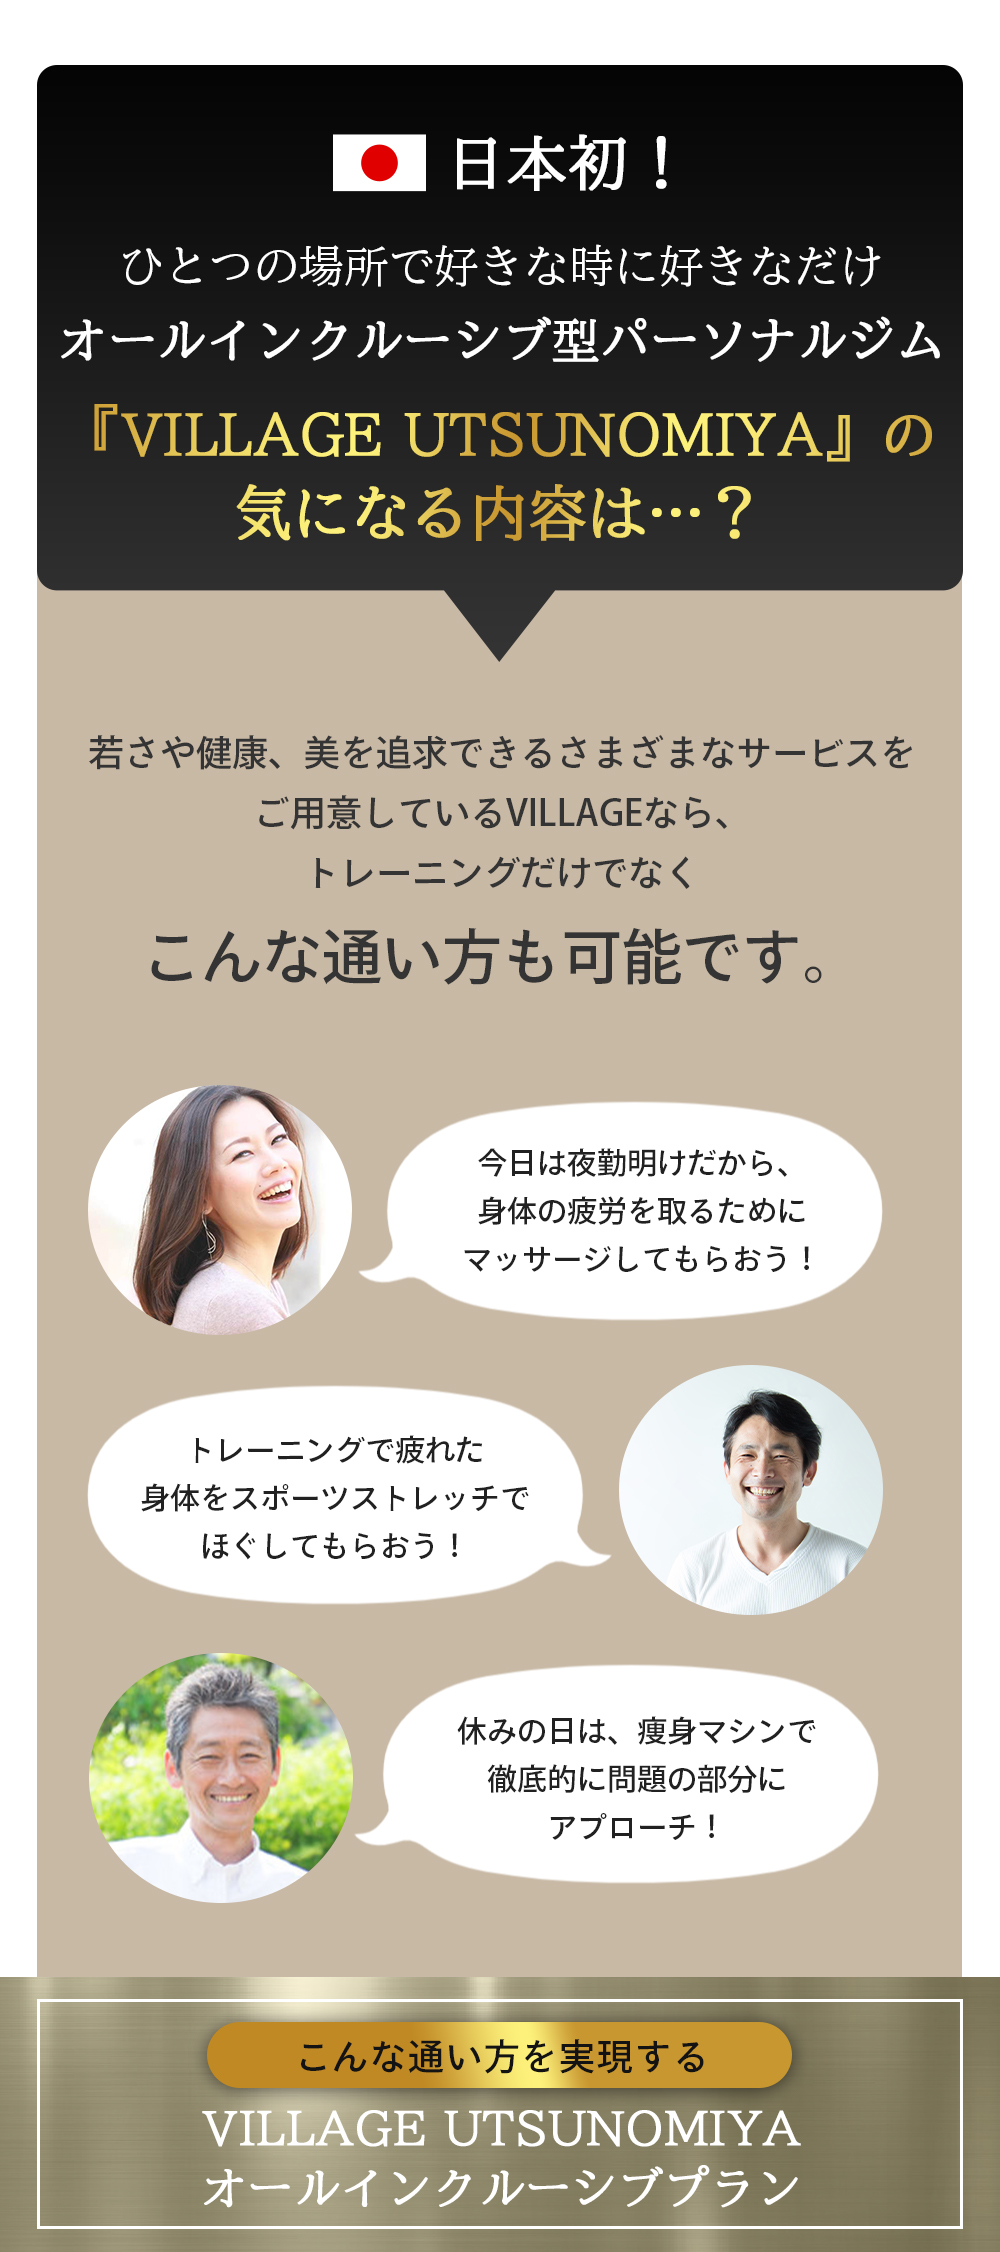 日本初！
ひとつの場所で好きな時に好きなだけ
オールインクルーシブ型パーソナルジム
『VILLAGE UTSUNOMIYA』の
気になる内容は…？
若さや健康、美を追求できるさまざまなサービスを
ご用意しているVILLAGEなら、
トレーニングだけでなく
こんな通い方も可能です。
今日は夜勤明けだから、
身体の疲労を取るために
マッサージしてもらおう！
トレーニングで疲れた
身体をスポーツストレッチで
ほぐしてもらおう！
休みの日は、痩身マシンで
徹底的に問題の部分に
アプローチ！
こんな通い方を実現する
VILLAGE UTSUNOMIYA
オールインクルーシブプラン